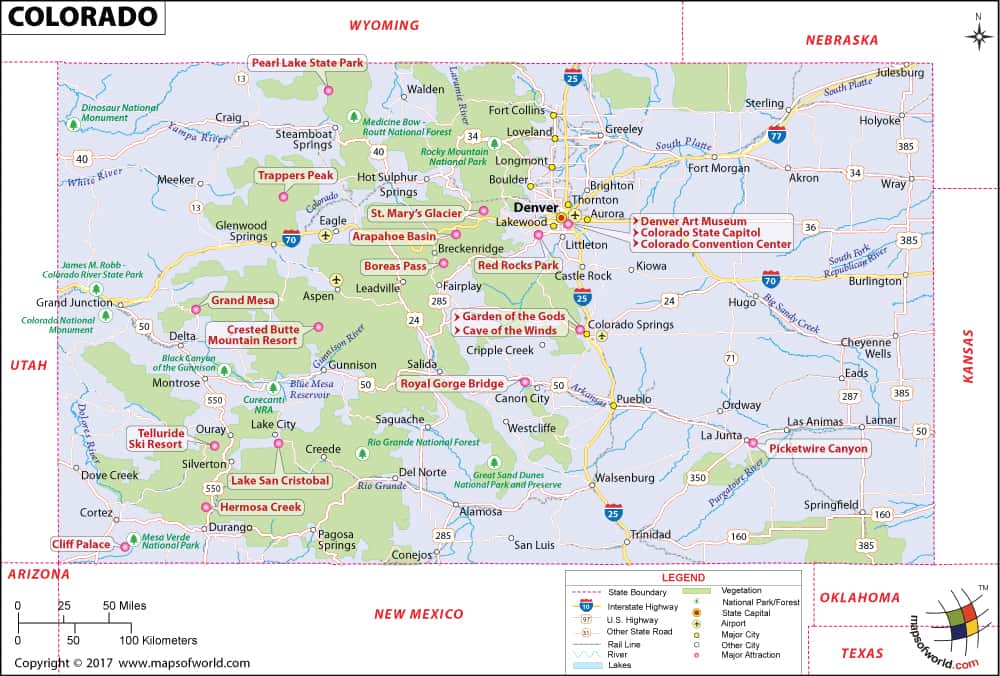 COLORADO
WYOMING
NEBRASKA
N
Pearl Lake State Park
Julesburg
13
Walden
Laramie River
25
South Platte
Dinosaur National
Monument
Craig
Medicine Bow -
Routt National Forest
Fort Collins
Sterling
Holyoke
Yampa River
Steamboat
Springs
34
Loveland
Greeley
77
385
40
40
Rocky Mountain
National Park
South Platte
White River
Meeker
Trappers Peak
Hot Sulphur
Springs
Longmont
Fort Morgan
Akron
34
Wray
Boulder
Brighton
13
Colorado
St. Mary's Glacier
Denver
Thornton
Aurora
Glenwood
Springs
Eagle
Lakewood
Denver Art Museum
Colorado State Capitol
Colorado Convention Center
36
385
70
Arapahoe Basin
Breckenridge
Littleton
South Fork
Republican River
James M. Robb -
Colorado River State Park
Boreas Pass
Red Rocks Park
Kiowa
Castle Rock
70
Burlington
Grand Junction
Aspen
Leadville
Fairplay
25
24
Hugo
Grand Mesa
285
Big Sandy Creek
Colorado National
Monument
50
Crested Butte
Mountain Resort
24
Garden of the Gods
Cave of the Winds
Colorado Springs
Delta
Gunnison River
Cripple Creek
Cheyenne
Wells
UTAH
KANSAS
Black Canyon
of the Gunnison
Gunnison
Salida
71
Montrose
Blue Mesa
Reservoir
50
Royal Gorge Bridge
50
Eads
385
Curecanti
NRA
Canon City
Arkansas
Pueblo
287
550
Ordway
Dolores River
Lake City
Saguache
Westcliffe
Las Animas
Lamar
50
Telluride
Ski Resort
Ouray
Rio Grande National Forest
La Junta
Picketwire Canyon
Creede
Silverton
Dove Creek
Lake San Cristobal
Del Norte
Great Sand Dunes
National Park and Preserve
Walsenburg
350
Purgatoire River
550
Rio Grande
Hermosa Creek
Springfield
Cortez
Alamosa
25
160
Durango
Cliff Palace
Mesa Verde
National Park
Pagosa
Springs
285
San Luis
Trinidad
160
385
Conejos
ARIZONA
NEW MEXICO
OKLAHOMA
TEXAS
0 25 50 Miles
0 50 100 Kilometers
Copyright © 2017 www.mapsofworld.com
LEGEND
State Boundary
10
Interstate Highway
97
U.S. Highway
83
Other State Road
Rail Line
River
Lakes
Vegetation
National Park/Forest
State Capital
Airport
Major City
Other City
Major Attraction
TM
mapsofworld.com